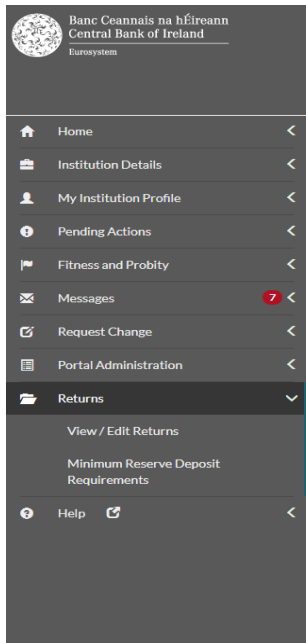 Banc Ceannais na hÉireann
Central Bank of Ireland
Eurosystem
Home
Institution Details
My Institution Profile
Pending Actions
Fitness and Probity
Messages 7
Request Change
Portal Administration
Returns
View / Edit Returns
Minimum Reserve Deposit
Requirements
Help